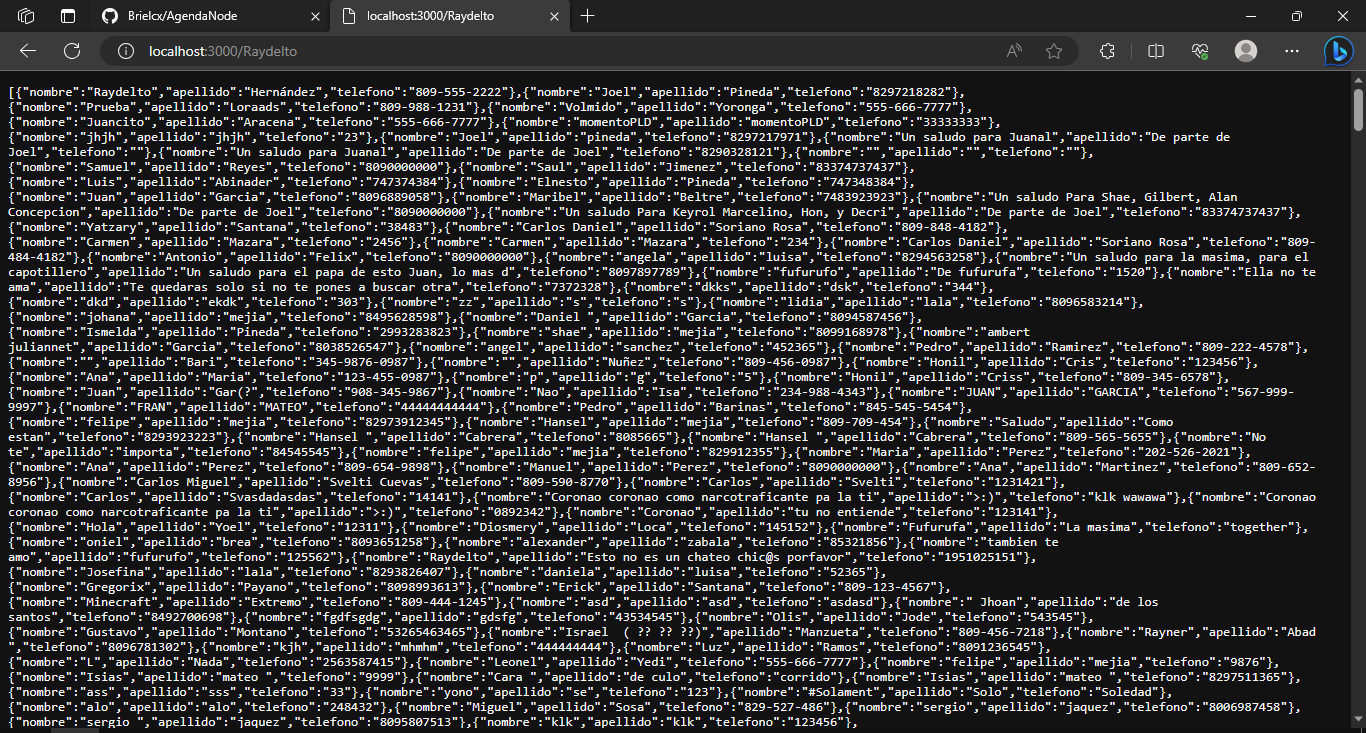 Brielcx/AgendaNode
localhost:3000/Raydelto
localhost:3000/Raydelto
[{"nombre":"Raydelto","apellido":"Hernández","telefono":"809-555-2222"},{"nombre":"Joel","apellido":"Pineda","telefono":"8297218282"},
{"nombre":"Prueba","apellido":"Loraads","telefono":"809-988-1231"},{"nombre":"Volmido","apellido":"Yoronga","telefono":"555-666-7777"},
{"nombre":"Juancito","apellido":"Aracena","telefono":"555-666-7777"},{"nombre":"momentoPLD","apellido":"momentoPLD","telefono":"33333333"},
{"nombre":"jhjh","apellido":"jhjh","telefono":"23"},{"nombre":"Joel","apellido":"pineda","telefono":"8297217971"},{"nombre":"Un saludo para Juanal","apellido":"De parte de
Joel","telefono":""},{"nombre":"Un saludo para Juanal","apellido":"De parte de Joel","telefono":"8290328121"},{"nombre":"","apellido":"","telefono":""},
{"nombre":"Samuel","apellido":"Reyes","telefono":"8090000000"},{"nombre":"Saul","apellido":"Jimenez","telefono":"83374737437"},
{"nombre":"Luis","apellido":"Abinader","telefono":"747374384"},{"nombre":"Elnesto","apellido":"Pineda","telefono":"747348384"},
{"nombre":"Juan","apellido":"Garcia","telefono":"8096889058"},{"nombre":"Maribel","apellido":"Beltre","telefono":"7483923923"},{"nombre":"Un saludo Para Shae, Gilbert, Alan
Concepcion","apellido":"De parte de Joel","telefono":"8090000000"},{"nombre":"Un saludo Para Keyrol Marcelino, Hon, y Decri","apellido":"De parte de Joel","telefono":"83374737437"},
{"nombre":"Yatzary","apellido":"Santana","telefono":"38483"},{"nombre":"Carlos Daniel","apellido":"Soriano Rosa","telefono":"809-848-4182"},
{"nombre":"Carmen","apellido":"Mazara","telefono":"2456"},{"nombre":"Carmen","apellido":"Mazara","telefono":"234"},{"nombre":"Carlos Daniel","apellido":"Soriano Rosa","telefono":"809-
484-4182"},{"nombre":"Antonio","apellido":"Felix","telefono":"8090000000"},{"nombre":"angela","apellido":"luisa","telefono":"8294563258"},{"nombre":"Un saludo para la masima, para el
capotillero","apellido":"Un saludo para el papa de esto Juan, lo mas d","telefono":"8097897789"},{"nombre":"fufurufo","apellido":"De fufurufa","telefono":"1520"},{"nombre":"Ella no te
ama","apellido":"Te quedaras solo si no te pones a buscar otra","telefono":"7372328"},{"nombre":"dkks","apellido":"dsk","telefono":"344"},
{"nombre":"dkd","apellido":"ekdk","telefono":"303"},{"nombre":"zz","apellido":"s","telefono":"s"},{"nombre":"lidia","apellido":"lala","telefono":"8096583214"},
{"nombre":"johana","apellido":"mejia","telefono":"8495628598"},{"nombre":"Daniel ","apellido":"Garcia","telefono":"8094587456"},
{"nombre":"Ismelda","apellido":"Pineda","telefono":"2993283823"},{"nombre":"shae","apellido":"mejia","telefono":"8099168978"},{"nombre":"ambert
juliannet","apellido":"Garcia","telefono":"8038526547"},{"nombre":"angel","apellido":"sanchez","telefono":"452365"},{"nombre":"Pedro","apellido":"Ramirez","telefono":"809-222-4578"},
{"nombre":"","apellido":"Bari","telefono":"345-9876-0987"},{"nombre":"","apellido":"Nuñez","telefono":"809-456-0987"},{"nombre":"Honil","apellido":"Cris","telefono":"123456"},
{"nombre":"Ana","apellido":"Maria","telefono":"123-455-0987"},{"nombre":"p","apellido":"g","telefono":"5"},{"nombre":"Honil","apellido":"Criss","telefono":"809-345-6578"},
{"nombre":"Juan","apellido":"Gar(?","telefono":"908-345-9867"},{"nombre":"Nao","apellido":"Isa","telefono":"234-988-4343"},{"nombre":"JUAN","apellido":"GARCIA","telefono":"567-999-
9997"},{"nombre":"FRAN","apellido":"MATEO","telefono":"44444444444"},{"nombre":"Pedro","apellido":"Barinas","telefono":"845-545-5454"},
{"nombre":"felipe","apellido":"mejia","telefono":"82973912345"},{"nombre":"Hansel","apellido":"mejia","telefono":"809-709-454"},{"nombre":"Saludo","apellido":"Como
estan","telefono":"8293923223"},{"nombre":"Hansel ","apellido":"Cabrera","telefono":"8085665"},{"nombre":"Hansel ","apellido":"Cabrera","telefono":"809-565-5655"},{"nombre":"No
te","apellido":"importa","telefono":"84545545"},{"nombre":"felipe","apellido":"mejia","telefono":"829912355"},{"nombre":"Maria","apellido":"Perez","telefono":"202-526-2021"},
{"nombre":"Ana","apellido":"Perez","telefono":"809-654-9898"},{"nombre":"Manuel","apellido":"Perez","telefono":"8090000000"},{"nombre":"Ana","apellido":"Martinez","telefono":"809-652-
8956"},{"nombre":"Carlos Miguel","apellido":"Svelti Cuevas","telefono":"809-590-8770"},{"nombre":"Carlos","apellido":"Svelti","telefono":"1231421"},
{"nombre":"Carlos","apellido":"Svasdadasdas","telefono":"14141"},{"nombre":"Coronao coronao como narcotraficante pa la ti","apellido":">:)","telefono":"klk wawawa"},{"nombre":"Coronao
coronao como narcotraficante pa la ti","apellido":">:)","telefono":"0892342"},{"nombre":"Coronao","apellido":"tu no entiende","telefono":"123141"},
{"nombre":"Hola","apellido":"Yoel","telefono":"12311"},{"nombre":"Diosmery","apellido":"Loca","telefono":"145152"},{"nombre":"Fufurufa","apellido":"La masima","telefono":"together"},
{"nombre":"oniel","apellido":"brea","telefono":"8093651258"},{"nombre":"alexander","apellido":"zabala","telefono":"85321856"},{"nombre":"tambien te
amo","apellido":"fufurufo","telefono":"125562"},{"nombre":"Raydelto","apellido":"Esto no es un chateo chic@s porfavor","telefono":"1951025151"},
{"nombre":"Josefina","apellido":"lala","telefono":"8293826407"},{"nombre":"daniela","apellido":"luisa","telefono":"52365"},
{"nombre":"Gregorix","apellido":"Payano","telefono":"8098993613"},{"nombre":"Erick","apellido":"Santana","telefono":"809-123-4567"},
{"nombre":"Minecraft","apellido":"Extremo","telefono":"809-444-1245"},{"nombre":"asd","apellido":"asd","telefono":"asdasd"},{"nombre":" Jhoan","apellido":"de los
santos","telefono":"8492700698"},{"nombre":"fgdfsgdg","apellido":"gdsfg","telefono":"43534545"},{"nombre":"Olis","apellido":"Jode","telefono":"543545"},
{"nombre":"Gustavo","apellido":"Montano","telefono":"53265463465"},{"nombre":"Israel  ( ?? ?? ??)","apellido":"Manzueta","telefono":"809-456-7218"},{"nombre":"Rayner","apellido":"Abad
","telefono":"8096781302"},{"nombre":"kjh","apellido":"mhmhm","telefono":"444444444"},{"nombre":"Luz","apellido":"Ramos","telefono":"8091236545"},
{"nombre":"L","apellido":"Nada","telefono":"2563587415"},{"nombre":"Leonel","apellido":"Yedi","telefono":"555-666-7777"},{"nombre":"felipe","apellido":"mejia","telefono":"9876"},
{"nombre":"Isias","apellido":"mateo ","telefono":"9999"},{"nombre":"Cara ","apellido":"de culo","telefono":"corrido"},{"nombre":"Isias","apellido":"mateo ","telefono":"8297511365"},
{"nombre":"ass","apellido":"sss","telefono":"33"},{"nombre":"yono","apellido":"se","telefono":"123"},{"nombre":"#Solament","apellido":"Solo","telefono":"Soledad"},
{"nombre":"alo","apellido":"alo","telefono":"248432"},{"nombre":"Miguel","apellido":"Sosa","telefono":"829-527-486"},{"nombre":"sergio","apellido":"jaquez","telefono":"8006987458"},
{"nombre":"sergio ","apellido":"jaquez","telefono":"8095807513"},{"nombre":"klk","apellido":"klk","telefono":"123456"},